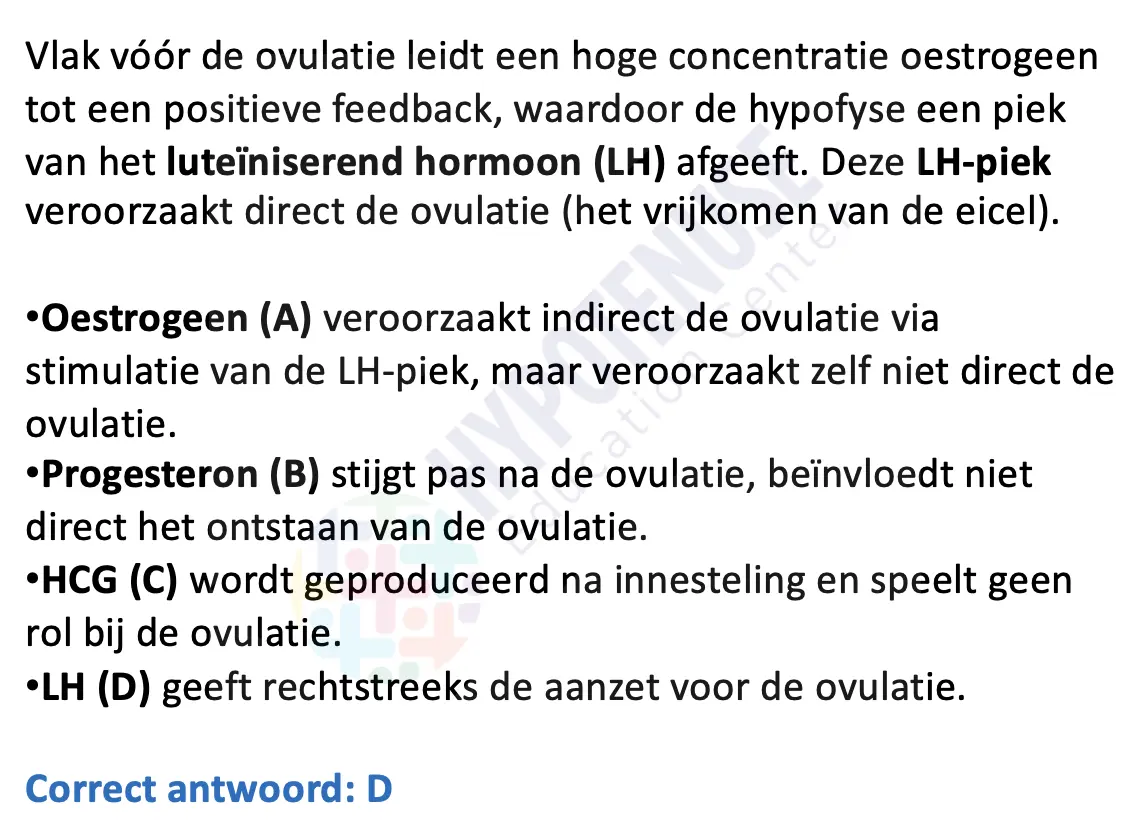 Vlak vóór de ovulatie leidt een hoge concentratie oestrogeen
tot een positieve feedback, waardoor de hypofyse een piek
van het luteïniserend hormoon (LH) afgeeft. Deze LH-piek
veroorzaakt direct de ovulatie (het vrijkomen van de eicel).
•Oestrogeen (A) veroorzaakt indirect de ovulatie via
stimulatie van de LH-piek, maar veroorzaakt zelf niet direct de
ovulatie.
•Progesteron (B) stijgt pas na de ovulatie, beïnvloedt niet
direct het ontstaan van de ovulatie.
•HCG (C) wordt geproduceerd na innesteling en speelt geen
rol bij de ovulatie.
•LH (D) geeft rechtstreeks de aanzet voor de ovulatie.
Correct antwoord: D
HYPOTENUSE
Education Center